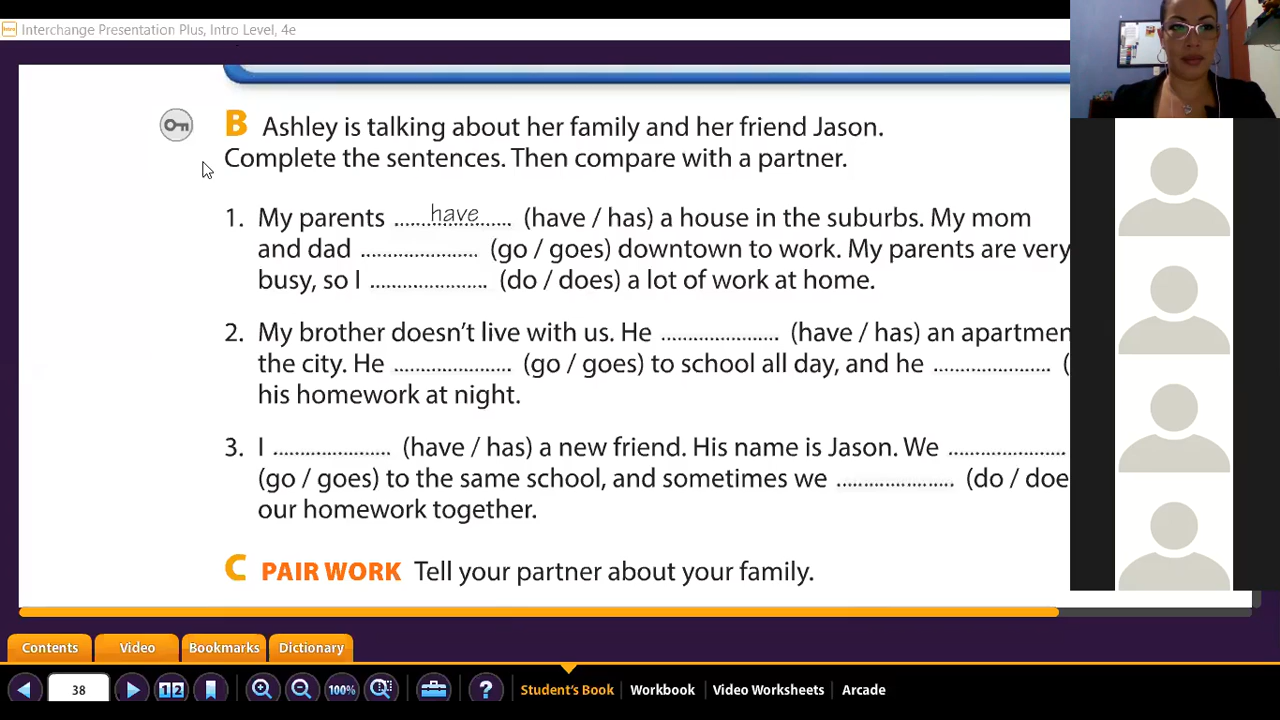 Interchange Presentation Plus, Intro Level, 4e
B Ashley is talking about her family and her friend Jason.
Complete the sentences. Then compare with a partner.
1. My parents ......have...... (have / has) a house in the suburbs. My mom
and dad ...................... (go / goes) downtown to work. My parents are very
busy, so I ...................... (do / does) a lot of work at home.
2. My brother doesn't live with us. He ...................... (have / has) an apartmen
the city. He ...................... (go / goes) to school all day, and he ...................... (
his homework at night.
3. I ...................... (have / has) a new friend. His name is Jason. We ......................
(go / goes) to the same school, and sometimes we ...................... (do / doe
our homework together.
C PAIR WORK Tell your partner about your family.
Contents Video Bookmarks Dictionary
38 1 2 100% ? Student's Book Workbook Video Worksheets Arcade